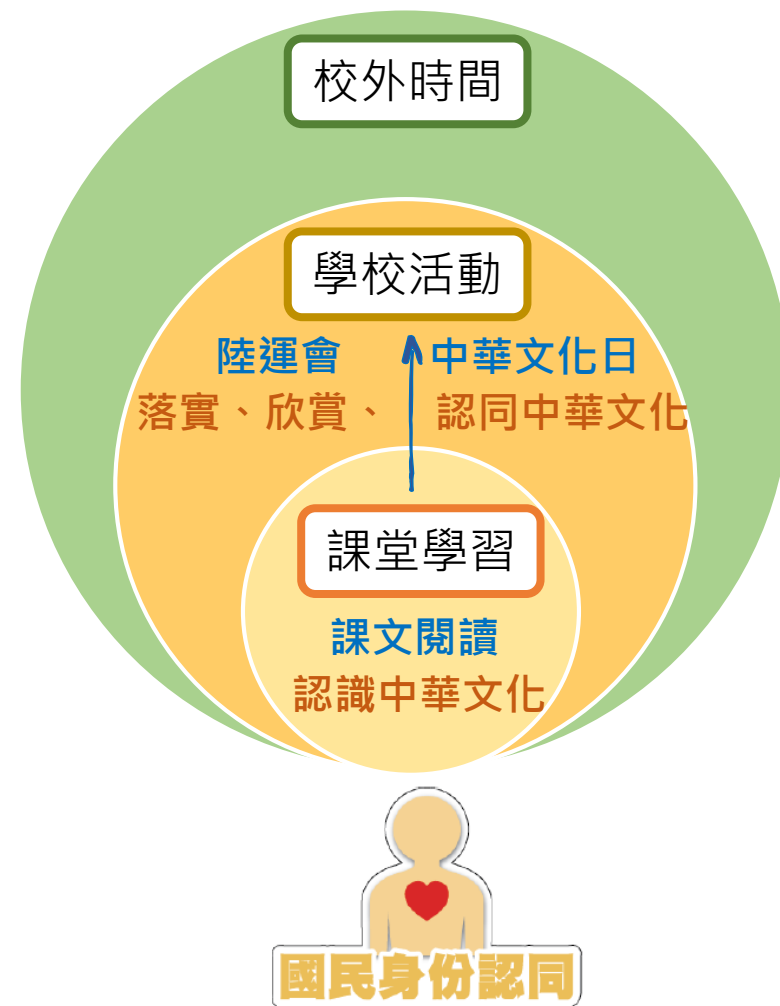 校外時間
學校活動
陸運會 中華文化日
落實、欣賞、 認同中華文化
課堂學習
課文閱讀
認識中華文化
國民身份認同